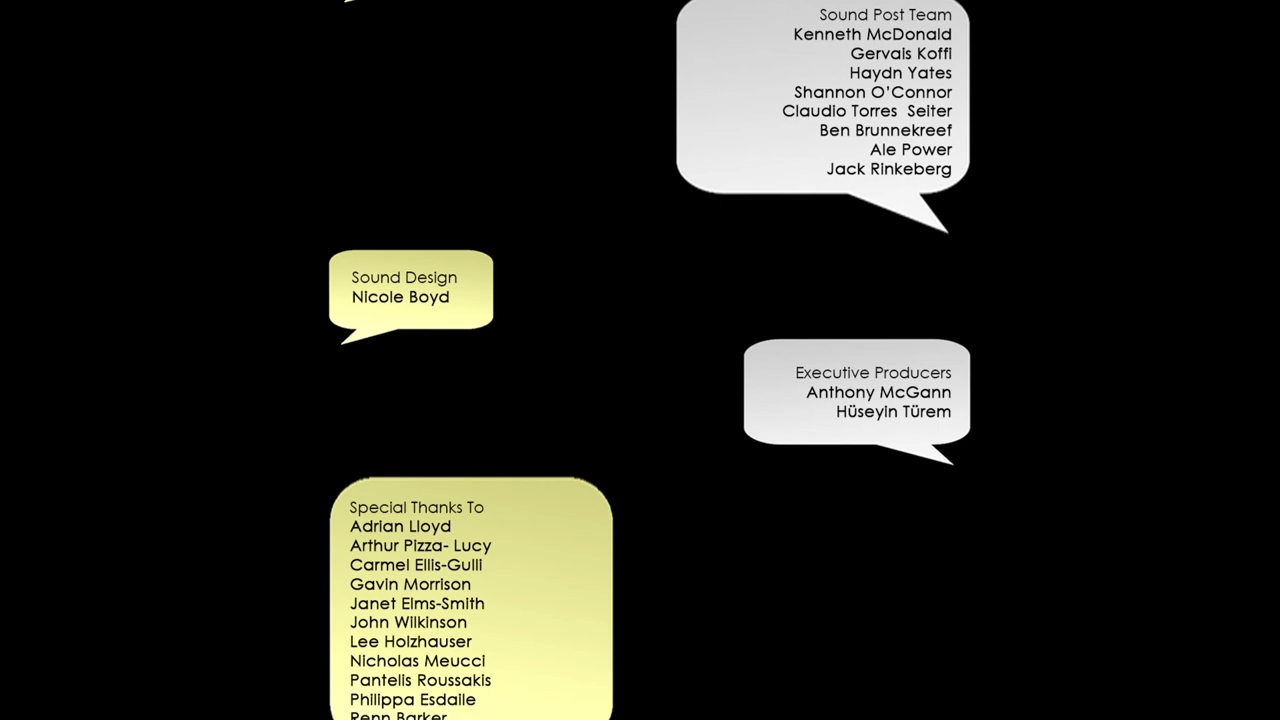 Sound Post Team
Kenneth McDonald
Gervais Koffi
Haydn Yates
Shannon O'Connor
Claudio Torres  Seiter
Ben Brunnekreef
Ale Power
Jack Rinkeberg
Sound Design
Nicole Boyd
Executive Producers
Anthony McGann
Hüseyin Türem
Special Thanks To
Adrian Lloyd
Arthur Pizza- Lucy
Carmel Ellis-Gulli
Gavin Morrison
Janet Elms-Smith
John Wilkinson
Lee Holzhauser
Nicholas Meucci
Pantelis Roussakis
Philippa Esdaile
Renn Barker